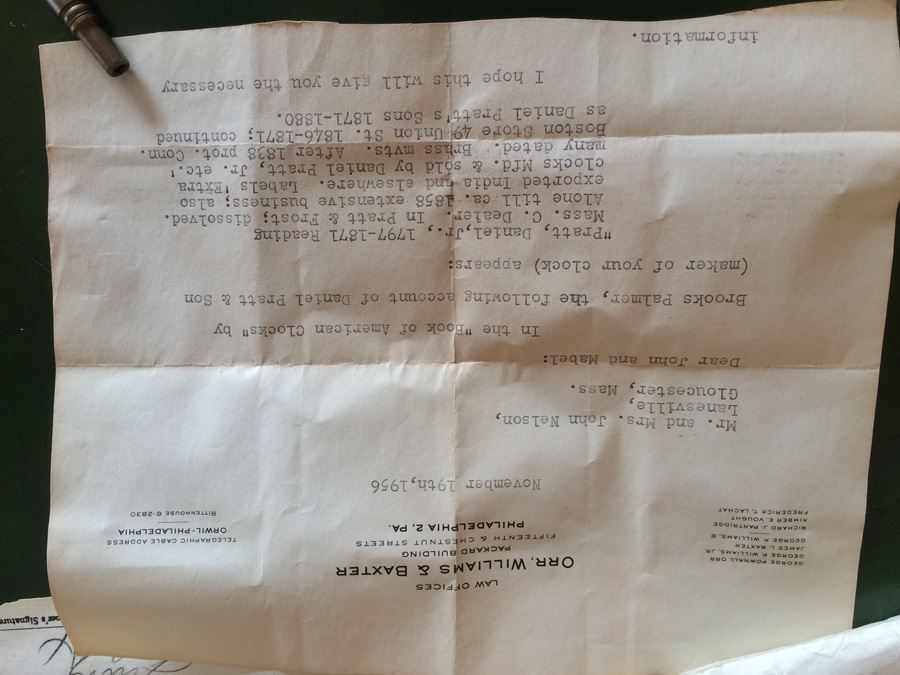 LAW OFFICES
ORR, WILLIAMS & BAXTER
PACKARD BUILDING
FIFTEENTH & CHESTNUT STREETS
PHILADELPHIA 2, PA.
GEORGE POWNALL ORR
GEORGE P. WILLIAMS, JR.
JAMES L. BAXTER
GEORGE P. WILLIAMS, III
RICHARD J. PARTRIDGE
KIMBER E. VOUGHT
FREDERICK T. LACHAT
TELEGRAPHIC CABLE ADDRESS
ORWIL-PHILADELPHIA
RITTENHOUSE 6-2830
November 19th,1956
Mr. and Mrs. John Nelson,
Lanesville,
Gloucester, Mass.
Dear John and Mabel:
In the "Book of American Clocks" by
Brooks Palmer, the following account of Daniel Pratt & Son
(maker of your clock) appears:
"Pratt, Daniel,Jr., 1797-1871 Reading
Mass. C. Dealer. In Pratt & Frost; dissolved.
Alone till ca. 1858 extensive business; also
exported India and elsewhere. Labels 'Extra
clocks Mfd. & sold by Daniel Pratt, Jr. etc.'
many dated. Brass mvts. After 1838 prot. Conn.
Boston Store 49 Union St. 1846-1871; continued
as Daniel Pratt's Sons 1871-1880.
I hope this will give you the necessary
information.
ner's Signature